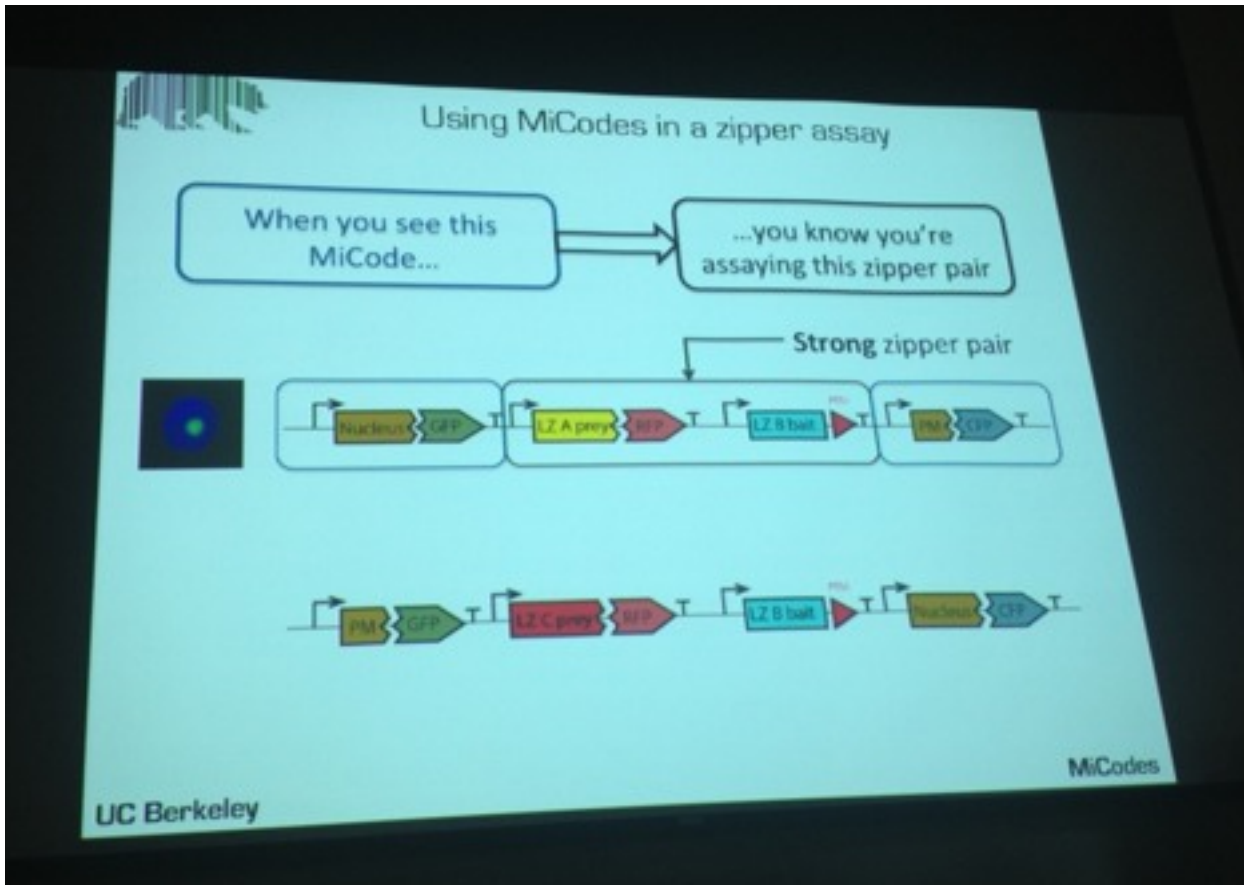 Using MiCodes in a zipper assay
When you see this
MiCode...
...you know you're
assaying this zipper pair
Strong zipper pair
Nucleus GFP T LZ A prey RFP T LZ B bait T PM CFP T
PM GFP T LZ C prey RFP T LZ B bait T Nucleus CFP T
UC Berkeley
MiCodes